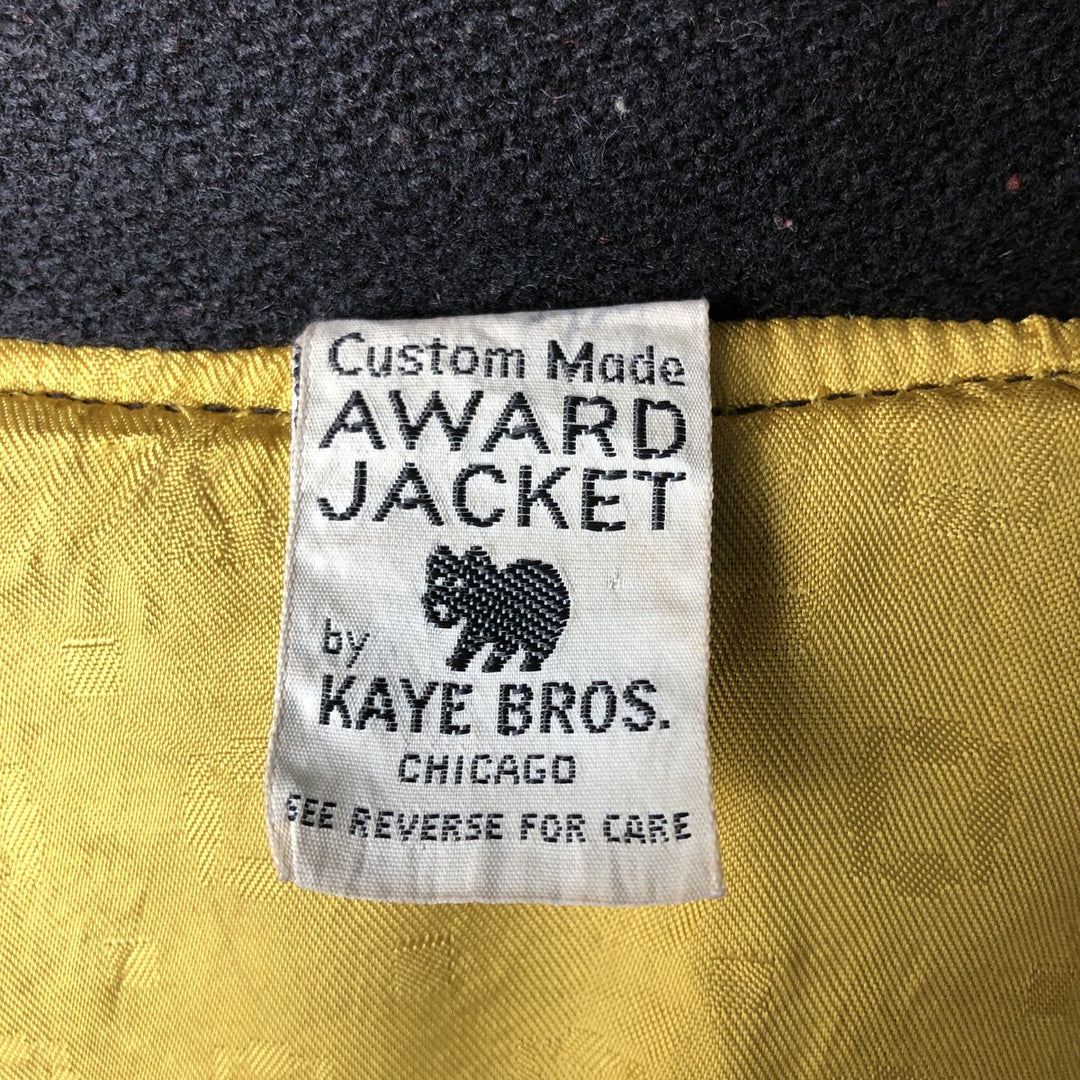 Custom Made
AWARD
JACKET
by
KAYE BROS.
CHICAGO
SEE REVERSE FOR CARE